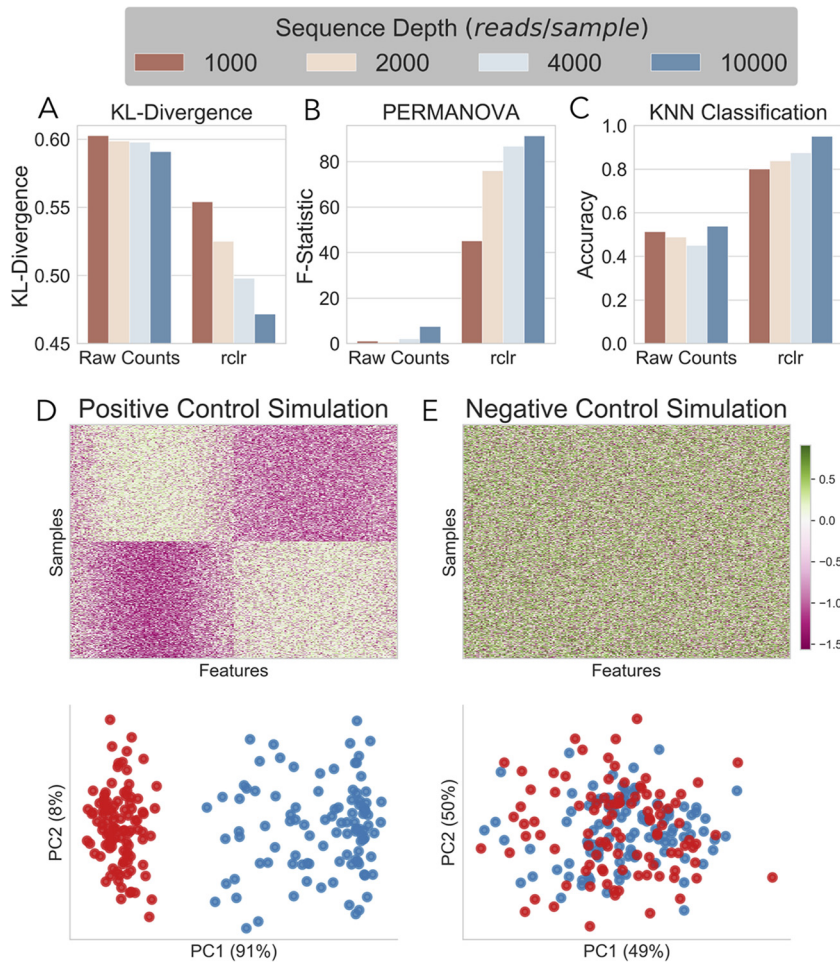 Sequence Depth (reads/sample)
1000 2000 4000 10000
A KL-Divergence
B PERMANOVA
C KNN Classification
KL-Divergence
0.60
0.55
0.50
0.45
Raw Counts rclr
F-Statistic
80
60
40
20
0
Raw Counts rclr
Accuracy
1.0
0.8
0.6
0.4
0.2
0.0
Raw Counts rclr
D Positive Control Simulation
Samples
Features
E Negative Control Simulation
Samples
Features
0.5
0.0
−0.5
−1.0
−1.5
PC2 (8%)
PC1 (91%)
PC2 (50%)
PC1 (49%)